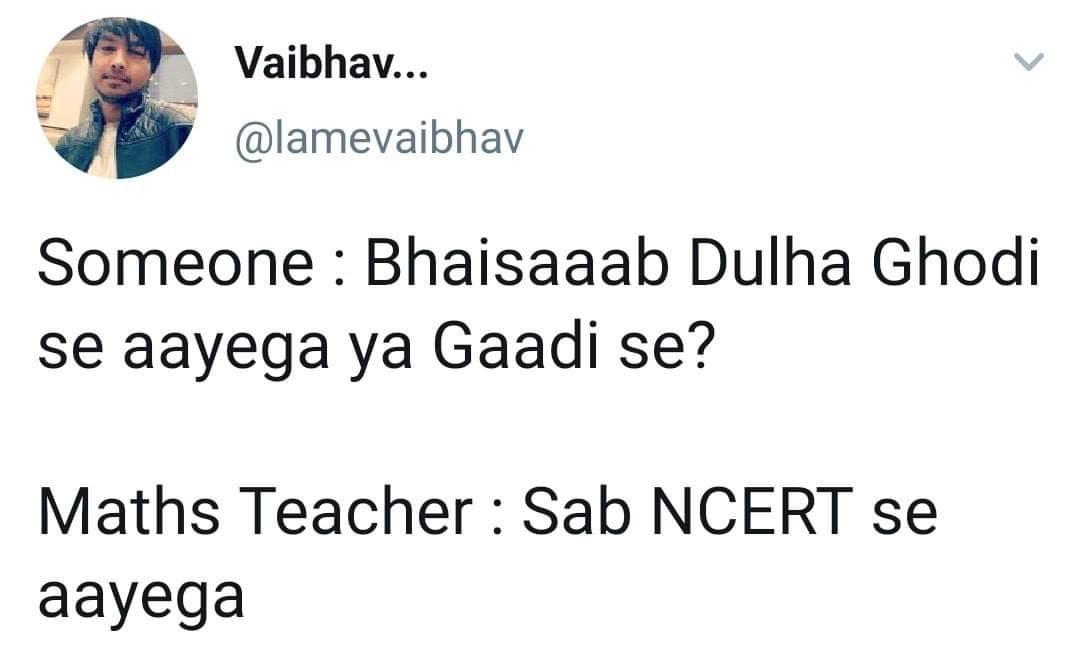 Vaibhav...
@lamevaibhav
Someone : Bhaisaaab Dulha Ghodi
se aayega ya Gaadi se?
Maths Teacher : Sab NCERT se
aayega